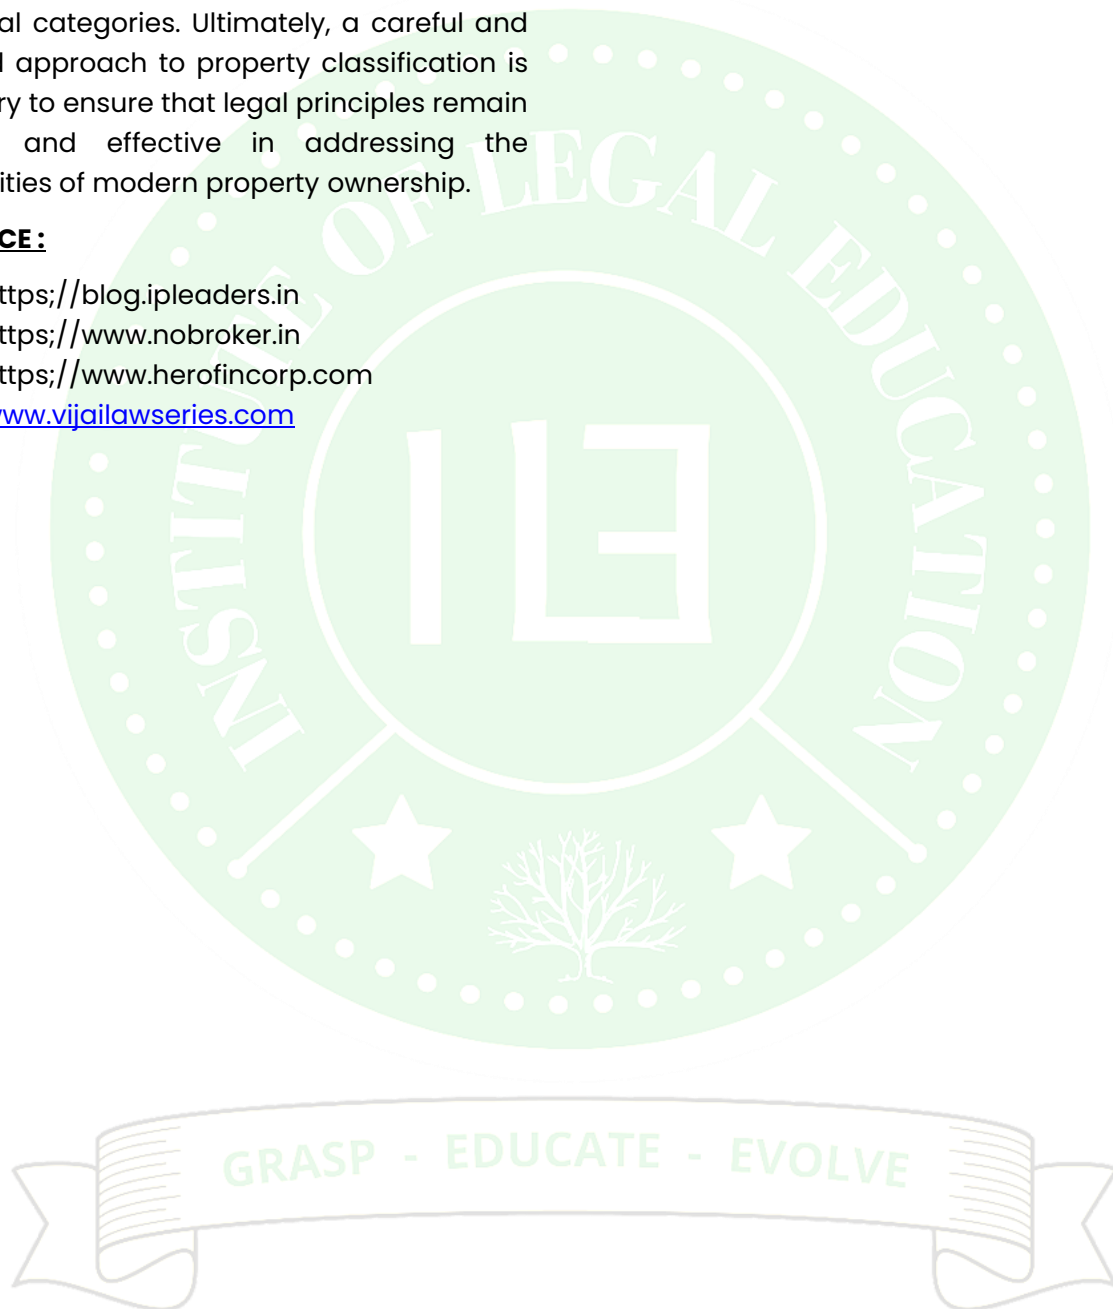 al categories. Ultimately, a careful and
approach to property classification is
ry to ensure that legal principles remain
and effective in addressing the
ities of modern property ownership.
CE :
ttps;//blog.ipleaders.in
ttps;//www.nobroker.in
ttps;//www.herofincorp.com
www.vijailawseries.com
INSTITUTE OF LEGAL EDUCATION
ILE
GRASP - EDUCATE - EVOLVE